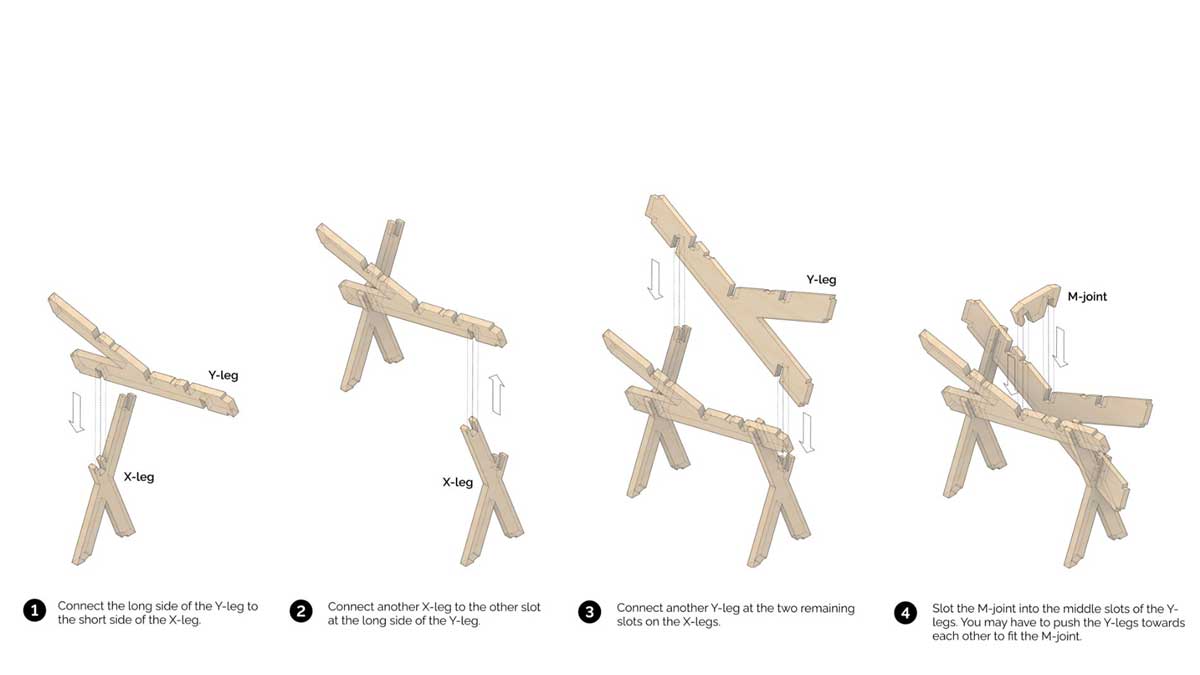 Y-leg
X-leg
X-leg
Y-leg
M-joint
1 Connect the long side of the Y-leg to
the short side of the X-leg.
2 Connect another X-leg to the other slot
at the long side of the Y-leg.
3 Connect another Y-leg at the two remaining
slots on the X-legs.
4 Slot the M-joint into the middle slots of the Y-
legs. You may have to push the Y-legs towards
each other to fit the M-joint.